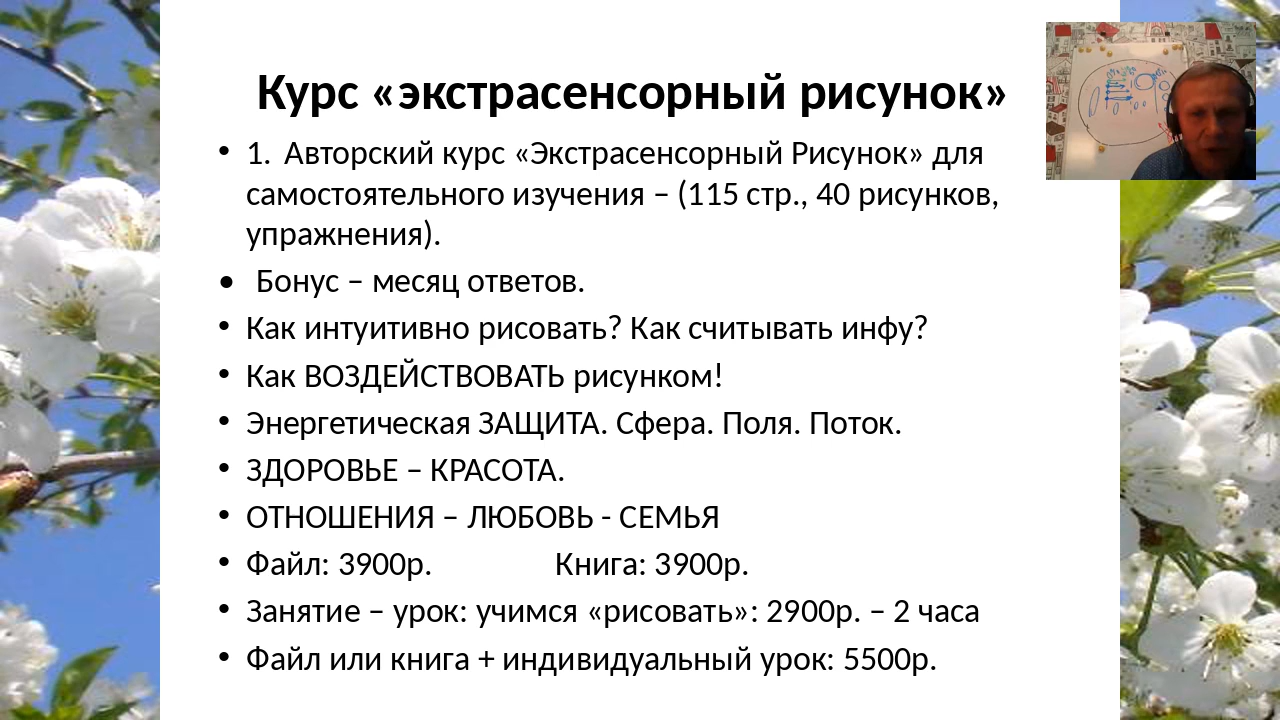 Курс «экстрасенсорный рисунок»
• 1. Авторский курс «Экстрасенсорный Рисунок» для
самостоятельного изучения – (115 стр., 40 рисунков,
упражнения).
• Бонус – месяц ответов.
• Как интуитивно рисовать? Как считывать инфу?
• Как ВОЗДЕЙСТВОВАТЬ рисунком!
• Энергетическая ЗАЩИТА. Сфера. Поля. Поток.
• ЗДОРОВЬЕ – КРАСОТА.
• ОТНОШЕНИЯ – ЛЮБОВЬ - СЕМЬЯ
• Файл: 3900р. Книга: 3900р.
• Занятие – урок: учимся «рисовать»: 2900р. – 2 часа
• Файл или книга + индивидуальный урок: 5500р.